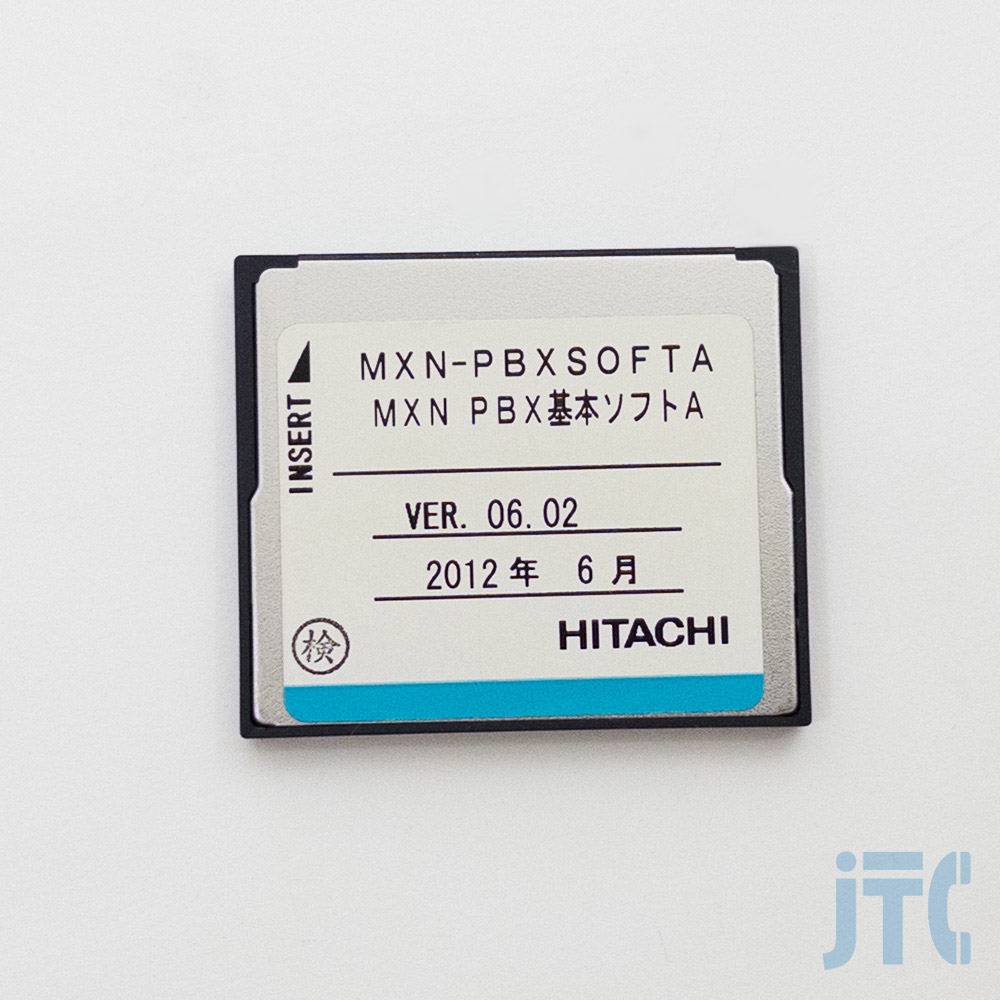 MXN-PBXSOFTA
MXN PBX基本ソフトA
INSERT
VER. 06.02
2012年 6月
検
HITACHI
JTC